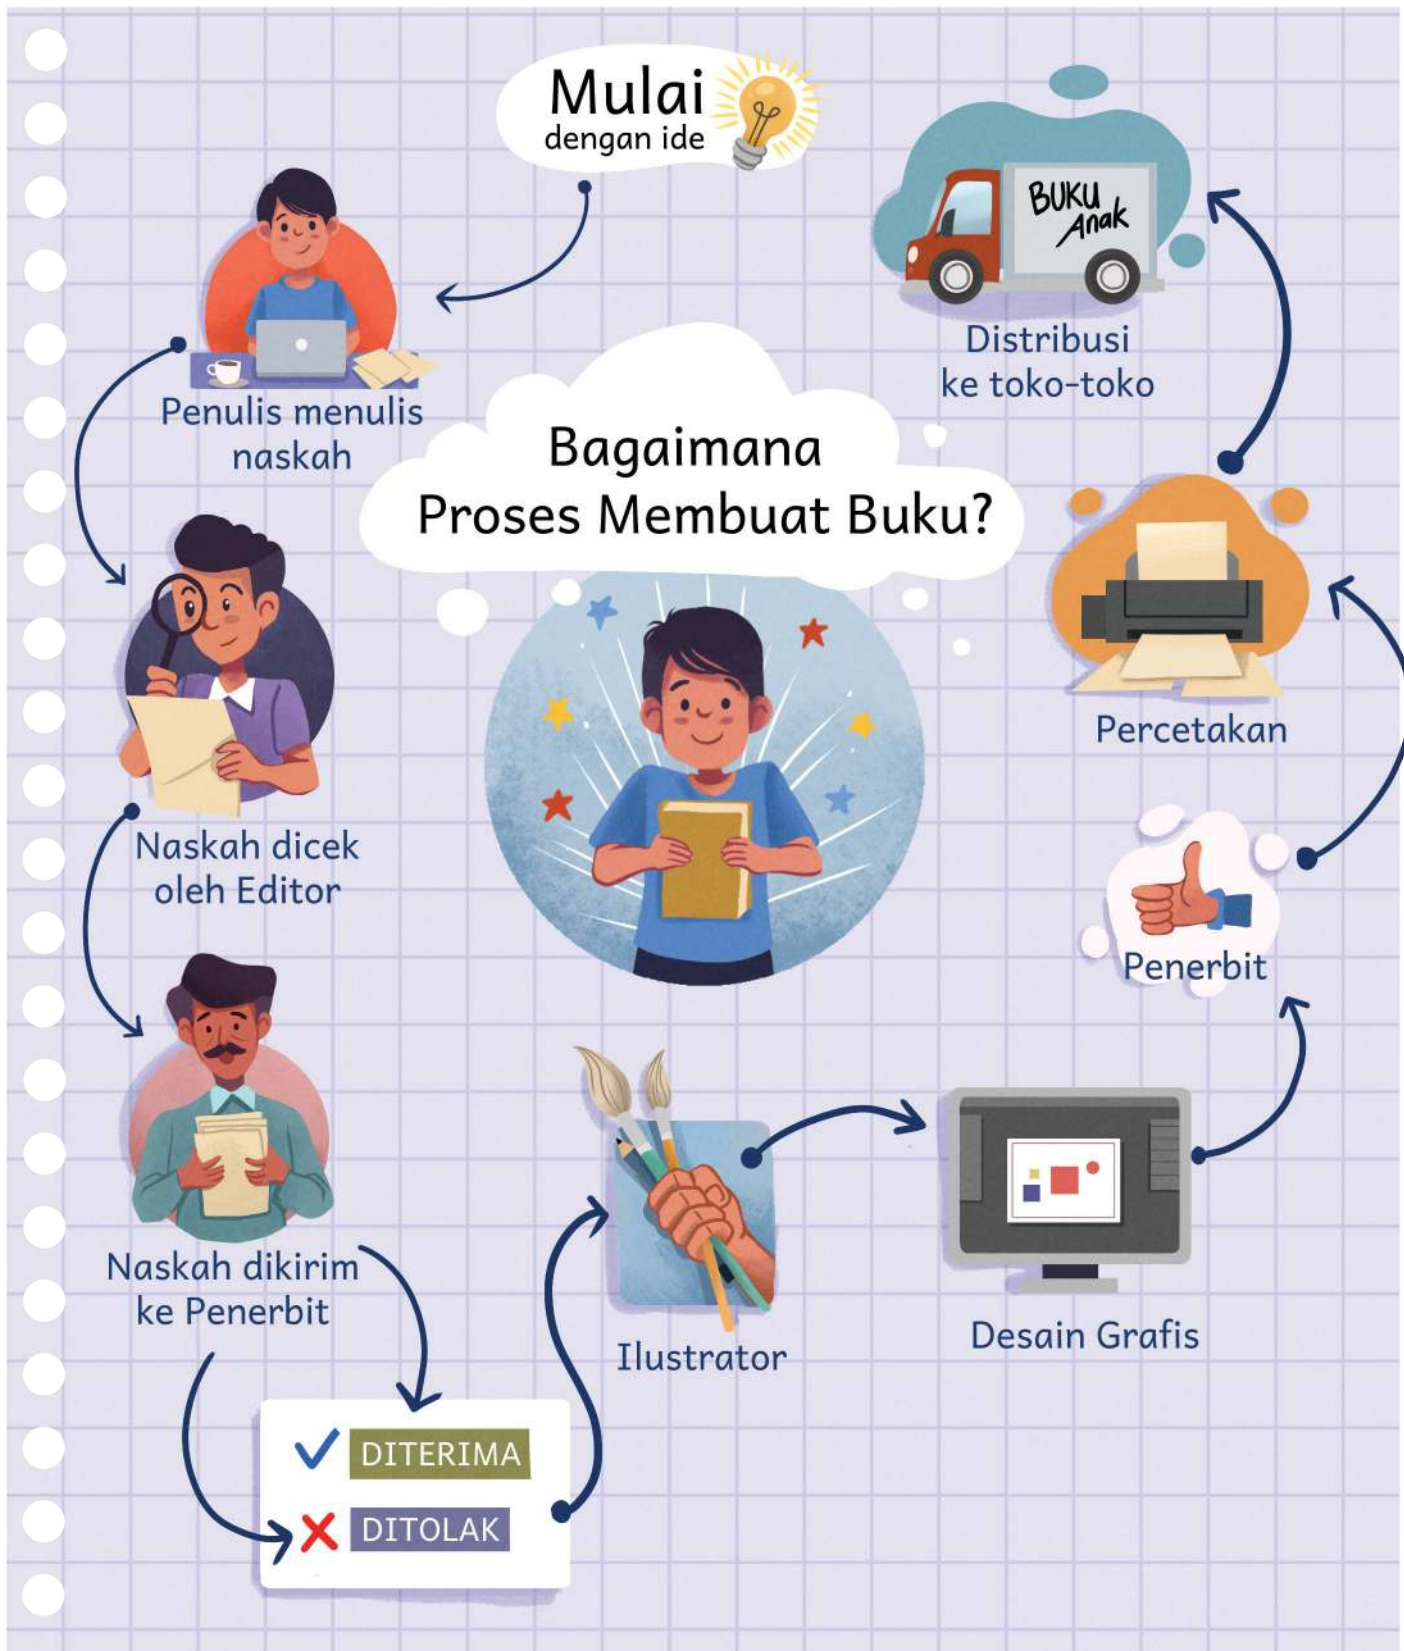 Mulai
dengan ide
Penulis menulis
naskah
Naskah dicek
oleh Editor
Naskah dikirim
ke Penerbit
DITERIMA
DITOLAK
Ilustrator
Desain Grafis
Penerbit
Percetakan
BUKU
Anak
Distribusi
ke toko-toko
Bagaimana
Proses Membuat Buku?